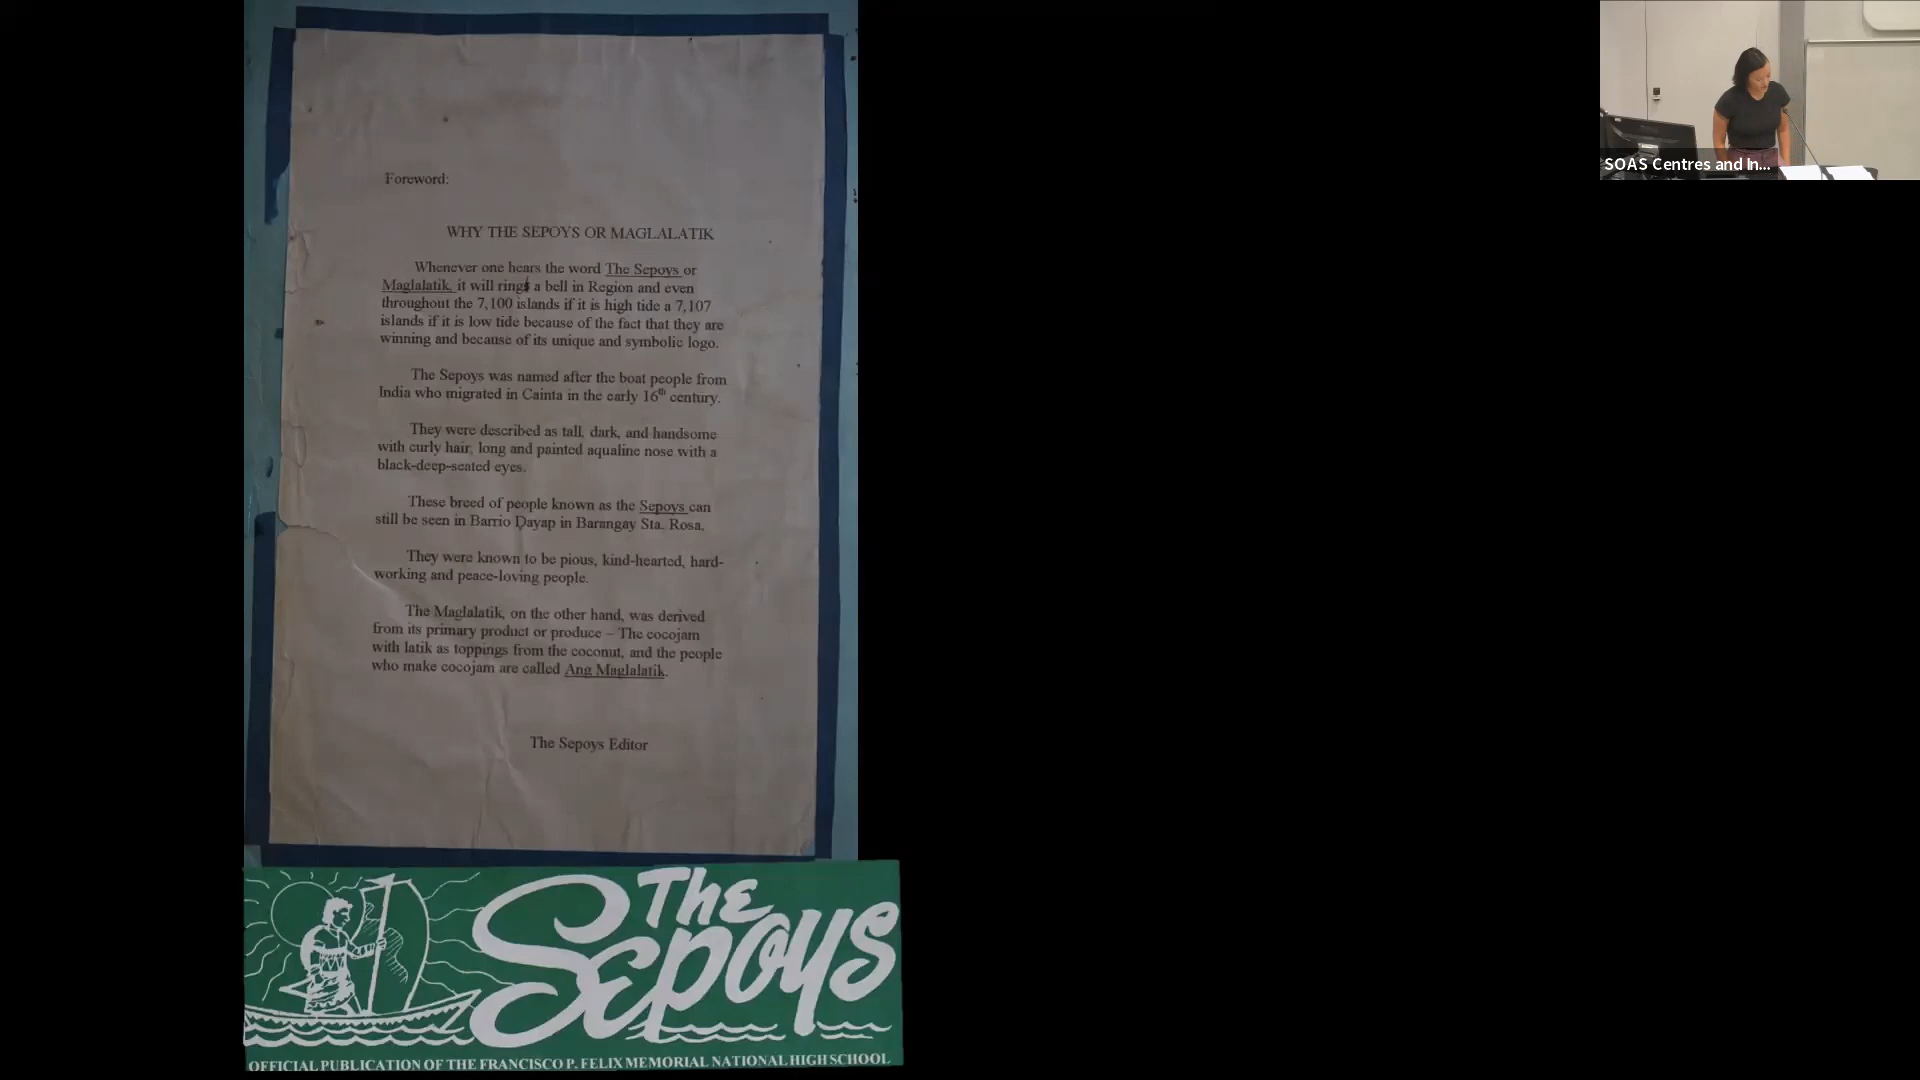 Foreword:
WHY THE SEPOYS OR MAGLALATIK
Whenever one hears the word The Sepoys or
Maglalatik, it will rings a bell in Region and even
throughout the 7,100 islands if it is high tide a 7,107
islands if it is low tide because of the fact that they are
winning and because of its unique and symbolic logo.
The Sepoys was named after the boat people from
India who migrated in Cainta in the early 16th century.
They were described as tall, dark, and handsome
with curly hair, long and painted aqualine nose with a
black-deep-seated eyes.
These breed of people known as the Sepoys can
still be seen in Barrio Dayap in Barangay Sta. Rosa.
They were known to be pious, kind-hearted, hard-
working and peace-loving people.
The Maglalatik, on the other hand, was derived
from its primary product or produce – The cocojam
with latik as toppings from the coconut, and the people
who make cocojam are called Ang Maglalatik.
The Sepoys Editor
The
Sepoys
OFFICIAL PUBLICATION OF THE FRANCISCO P. FELIX MEMORIAL NATIONAL HIGH SCHOOL
SOAS Centres and In...